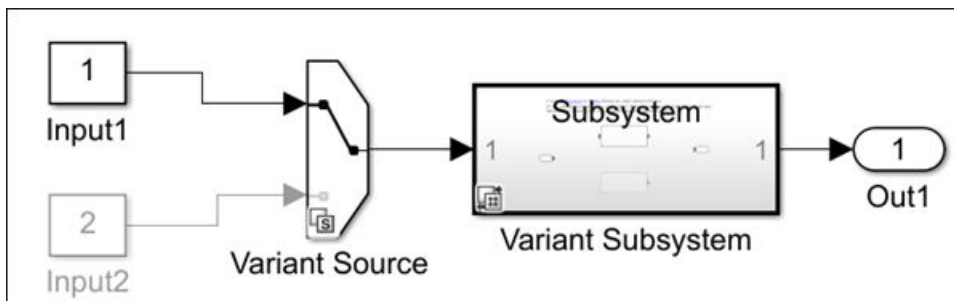 1
Input1
2
Input2
S
Variant Source
Subsystem
1
1
Variant Subsystem
1
Out1